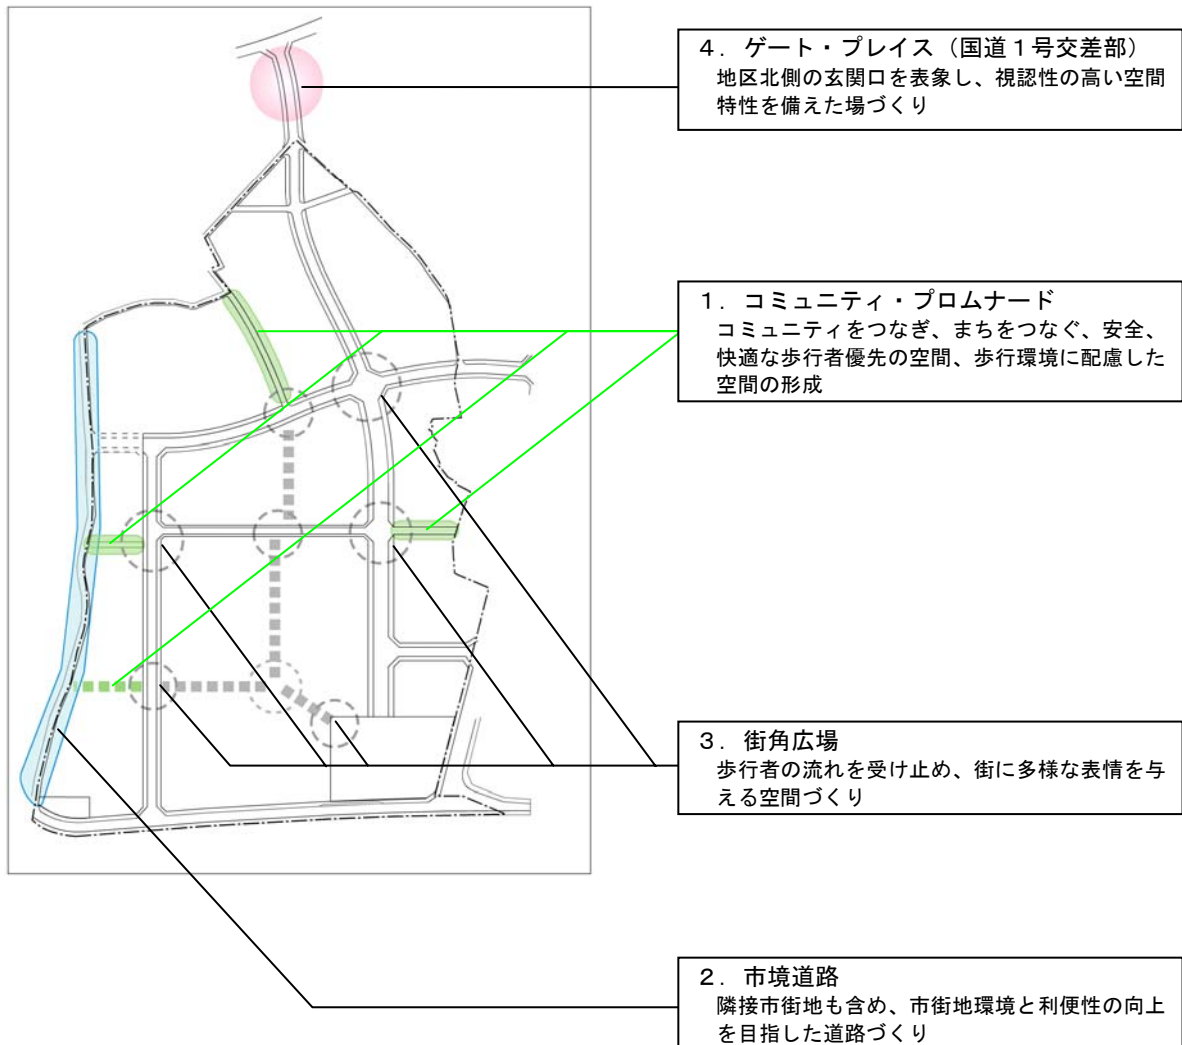 ４．ゲート・プレイス（国道１号交差部）
地区北側の玄関口を表象し、視認性の高い空間
特性を備えた場づくり
１．コミュニティ・プロムナード
コミュニティをつなぎ、まちをつなぐ、安全、
快適な歩行者優先の空間、歩行環境に配慮した
空間の形成
３．街角広場
歩行者の流れを受け止め、街に多様な表情を与
える空間づくり
２．市境道路
隣接市街地も含め、市街地環境と利便性の向上
を目指した道路づくり